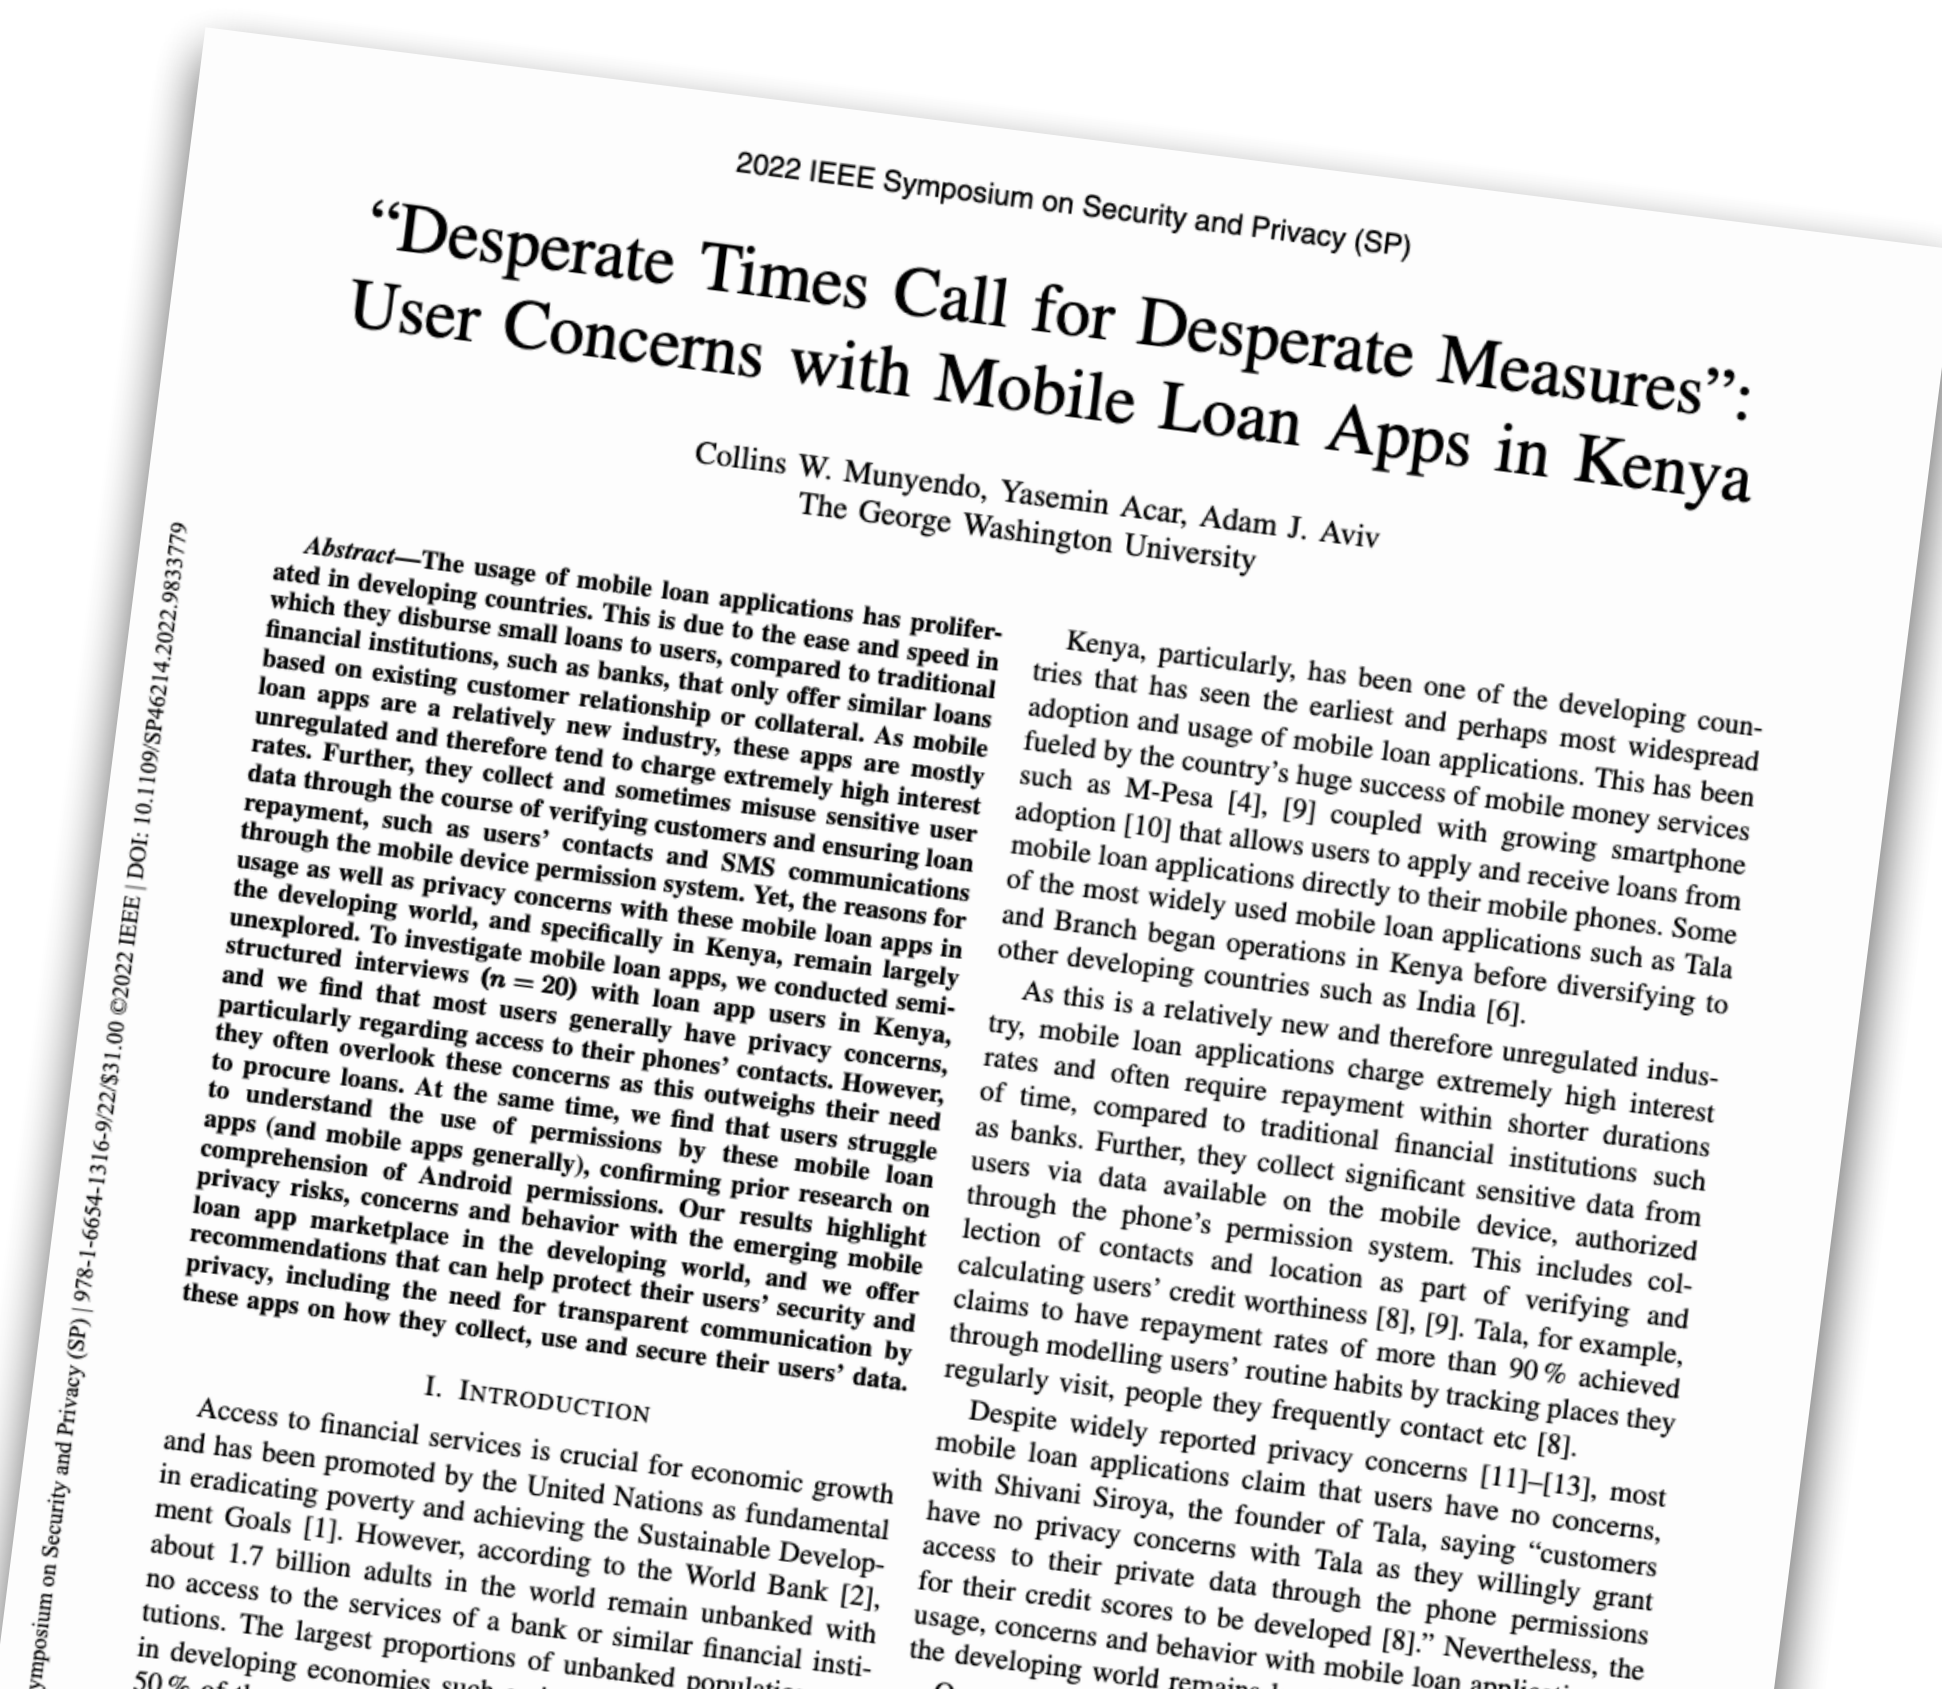 2022 IEEE Symposium on Security and Privacy (SP)
“Desperate Times Call for Desperate Measures”:
User Concerns with Mobile Loan Apps in Kenya
Collins W. Munyendo, Yasemin Acar, Adam J. Aviv
The George Washington University
Abstract—The usage of mobile loan applications has prolifer-
ated in developing countries. This is due to the ease and speed in
which they disburse small loans to users, compared to traditional
financial institutions, such as banks, that only offer similar loans
based on existing customer relationship or collateral. As mobile
loan apps are a relatively new industry, these apps are mostly
unregulated and therefore tend to charge extremely high interest
rates. Further, they collect and sometimes misuse sensitive user
data through the course of verifying customers and ensuring loan
repayment, such as users’ contacts and SMS communications
through the mobile device permission system. Yet, the reasons for
usage as well as privacy concerns with these mobile loan apps in
the developing world, and specifically in Kenya, remain largely
unexplored. To investigate mobile loan apps, we conducted semi-
structured interviews (n = 20) with loan app users in Kenya,
and we find that most users generally have privacy concerns,
particularly regarding access to their phones’ contacts. However,
they often overlook these concerns as this outweighs their need
to procure loans. At the same time, we find that users struggle
to understand the use of permissions by these mobile loan
apps (and mobile apps generally), confirming prior research on
comprehension of Android permissions. Our results highlight
privacy risks, concerns and behavior with the emerging mobile
loan app marketplace in the developing world, and we offer
recommendations that can help protect their users’ security and
privacy, including the need for transparent communication by
these apps on how they collect, use and secure their users’ data.
I. INTRODUCTION
Access to financial services is crucial for economic growth
and has been promoted by the United Nations as fundamental
in eradicating poverty and achieving the Sustainable Develop-
ment Goals [1]. However, according to the World Bank [2],
about 1.7 billion adults in the world remain unbanked with
no access to the services of a bank or similar financial insti-
tutions. The largest proportions of unbanked
in developing economies such
50 % of
Kenya, particularly, has been one of the developing coun-
tries that has seen the earliest and perhaps most widespread
adoption and usage of mobile loan applications. This has been
fueled by the country’s huge success of mobile money services
such as M-Pesa [4], [9] coupled with growing smartphone
adoption [10] that allows users to apply and receive loans from
mobile loan applications directly to their mobile phones. Some
of the most widely used mobile loan applications such as Tala
and Branch began operations in Kenya before diversifying to
other developing countries such as India [6].
As this is a relatively new and therefore unregulated indus-
try, mobile loan applications charge extremely high interest
rates and often require repayment within shorter durations
of time, compared to traditional financial institutions such
as banks. Further, they collect significant sensitive data from
users via data available on the mobile device, authorized
through the phone’s permission system. This includes col-
lection of contacts and location as part of verifying and
calculating users’ credit worthiness [8], [9]. Tala, for example,
claims to have repayment rates of more than 90 % achieved
through modelling users’ routine habits by tracking places they
regularly visit, people they frequently contact etc [8].
Despite widely reported privacy concerns [11]–[13], most
mobile loan applications claim that users have no concerns,
with Shivani Siroya, the founder of Tala, saying “customers
have no privacy concerns with Tala as they willingly grant
access to their private data through the phone permissions
for their credit scores to be developed [8].” Nevertheless, the
usage, concerns and behavior with mobile loan
the developing world
ymposium on Security and Privacy (SP) | 978-1-6654-1316-9/22/$31.00 ©2022 IEEE | DOI: 10.1109/SP46214.2022.9833779